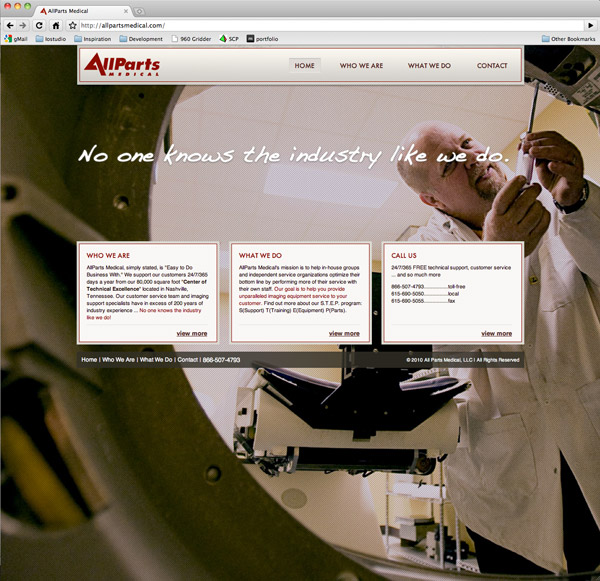 AllParts Medical
http://allpartsmedical.com/
gMail
Iostudio
Inspiration
Development
960 Gridder
SCP
portfolio
Other Bookmarks
AllParts
MEDICAL
HOME
WHO WE ARE
WHAT WE DO
CONTACT
No one knows the industry like we do.
WHO WE ARE
AllParts Medical, simply stated, is "Easy to Do
Business With." We support our customers 24/7/365
days a year from our 80,000 square foot "Center of
Technical Excellence" located in Nashville,
Tennessee. Our customer service team and imaging
support specialists have in excess of 200 years of
industry experience ... No one knows the industry
like we do!
view more
WHAT WE DO
AllParts Medical's mission is to help in-house groups
and independent service organizations optimize their
bottom line by performing more of their service with
their own staff. Our goal is to help you provide
unparalleled imaging equipment service to your
customer. Find out more about our S.T.E.P. program:
S(Support) T(Training) E(Equipment) P(Parts).
view more
CALL US
24/7/365 FREE technical support, customer service
... and so much more
866-507-4793................toll-free
615-690-5050................local
615-690-5055................fax
view more
Home | Who We Are | What We Do | Contact | 866-507-4793
© 2010 All Parts Medical, LLC | All Rights Reserved